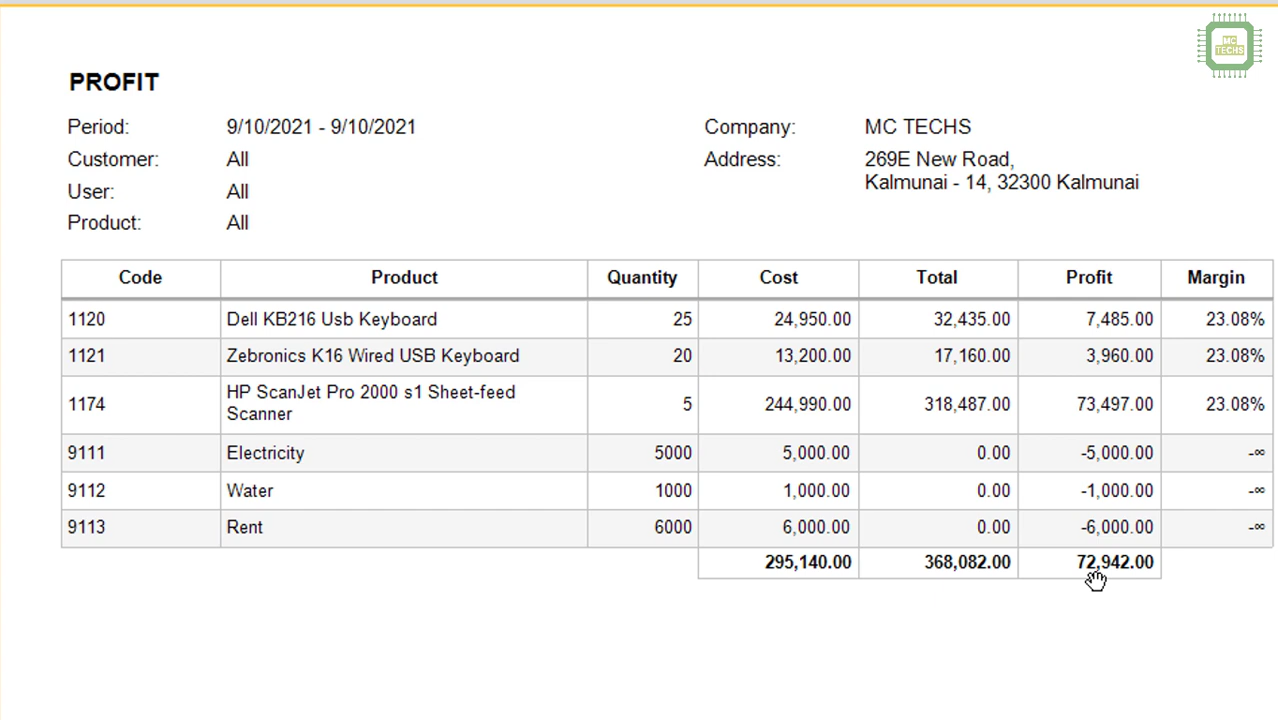 MC
TECHS
PROFIT
Period: 9/10/2021 - 9/10/2021 Company: MC TECHS
Customer: All Address: 269E New Road,
Kalmunai - 14, 32300 Kalmunai
User: All
Product: All
Code Product Quantity Cost Total Profit Margin
1120 Dell KB216 Usb Keyboard 25 24,950.00 32,435.00 7,485.00 23.08%
1121 Zebronics K16 Wired USB Keyboard 20 13,200.00 17,160.00 3,960.00 23.08%
1174 HP ScanJet Pro 2000 s1 Sheet-feed
Scanner 5 244,990.00 318,487.00 73,497.00 23.08%
9111 Electricity 5000 5,000.00 0.00 -5,000.00 -∞
9112 Water 1000 1,000.00 0.00 -1,000.00 -∞
9113 Rent 6000 6,000.00 0.00 -6,000.00 -∞
295,140.00 368,082.00 72,942.00